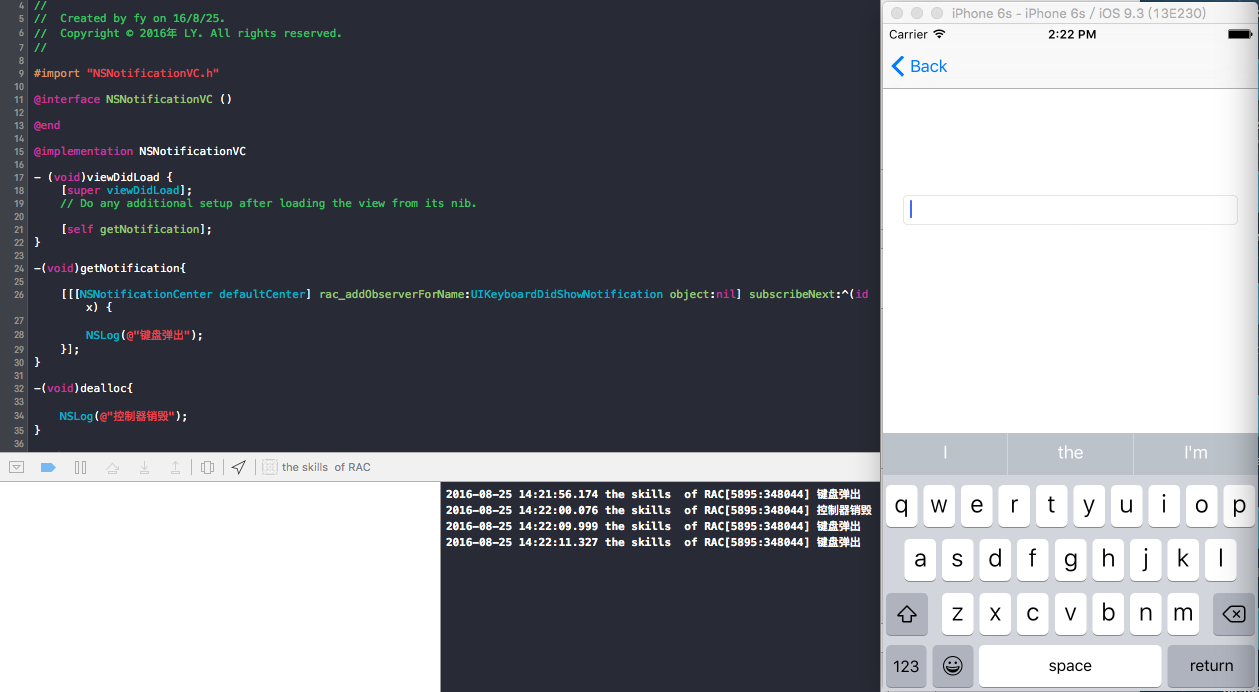 4 //
5 //  Created by fy on 16/8/25.
6 //  Copyright © 2016年 LY. All rights reserved.
7 //
8
9 #import "NSNotificationVC.h"
10
11 @interface NSNotificationVC ()
12
13 @end
14
15 @implementation NSNotificationVC
16
17 - (void)viewDidLoad {
18     [super viewDidLoad];
19     // Do any additional setup after loading the view from its nib.
20
21     [self getNotification];
22 }
23
24 -(void)getNotification{
25
26     [[[NSNotificationCenter defaultCenter] rac_addObserverForName:UIKeyboardDidShowNotification object:nil] subscribeNext:^(id
        x) {
27
28         NSLog(@"键盘弹出");
29     }];
30 }
31
32 -(void)dealloc{
33
34     NSLog(@"控制器销毁");
35 }
36
the skills  of RAC
2016-08-25 14:21:56.174 the skills  of RAC[5895:348044] 键盘弹出
2016-08-25 14:22:00.076 the skills  of RAC[5895:348044] 控制器销毁
2016-08-25 14:22:09.999 the skills  of RAC[5895:348044] 键盘弹出
2016-08-25 14:22:11.327 the skills  of RAC[5895:348044] 键盘弹出
iPhone 6s - iPhone 6s / iOS 9.3 (13E230)
Carrier 2:22 PM
Back
I the I'm
q w e r t y u i o p
a s d f g h j k l
z x c v b n m
123 space return